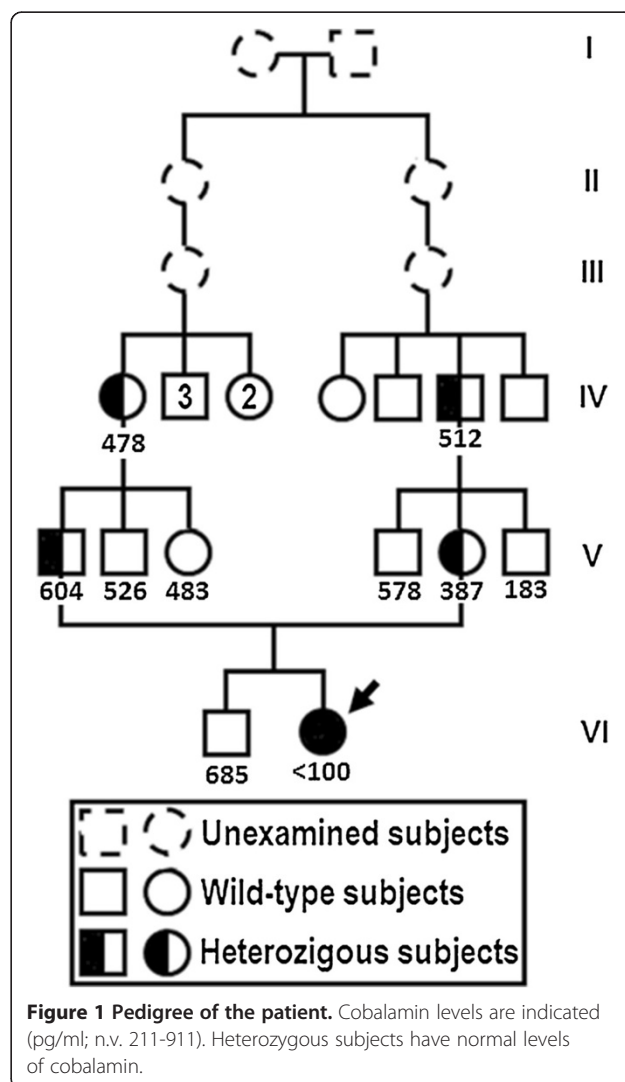 I
II
III
3 2
IV
478 512
V
604 526 483 578 387 183
VI
685 <100
Unexamined subjects
Wild-type subjects
Heterozigous subjects
Figure 1 Pedigree of the patient. Cobalamin levels are indicated
(pg/ml; n.v. 211-911). Heterozygous subjects have normal levels
of cobalamin.